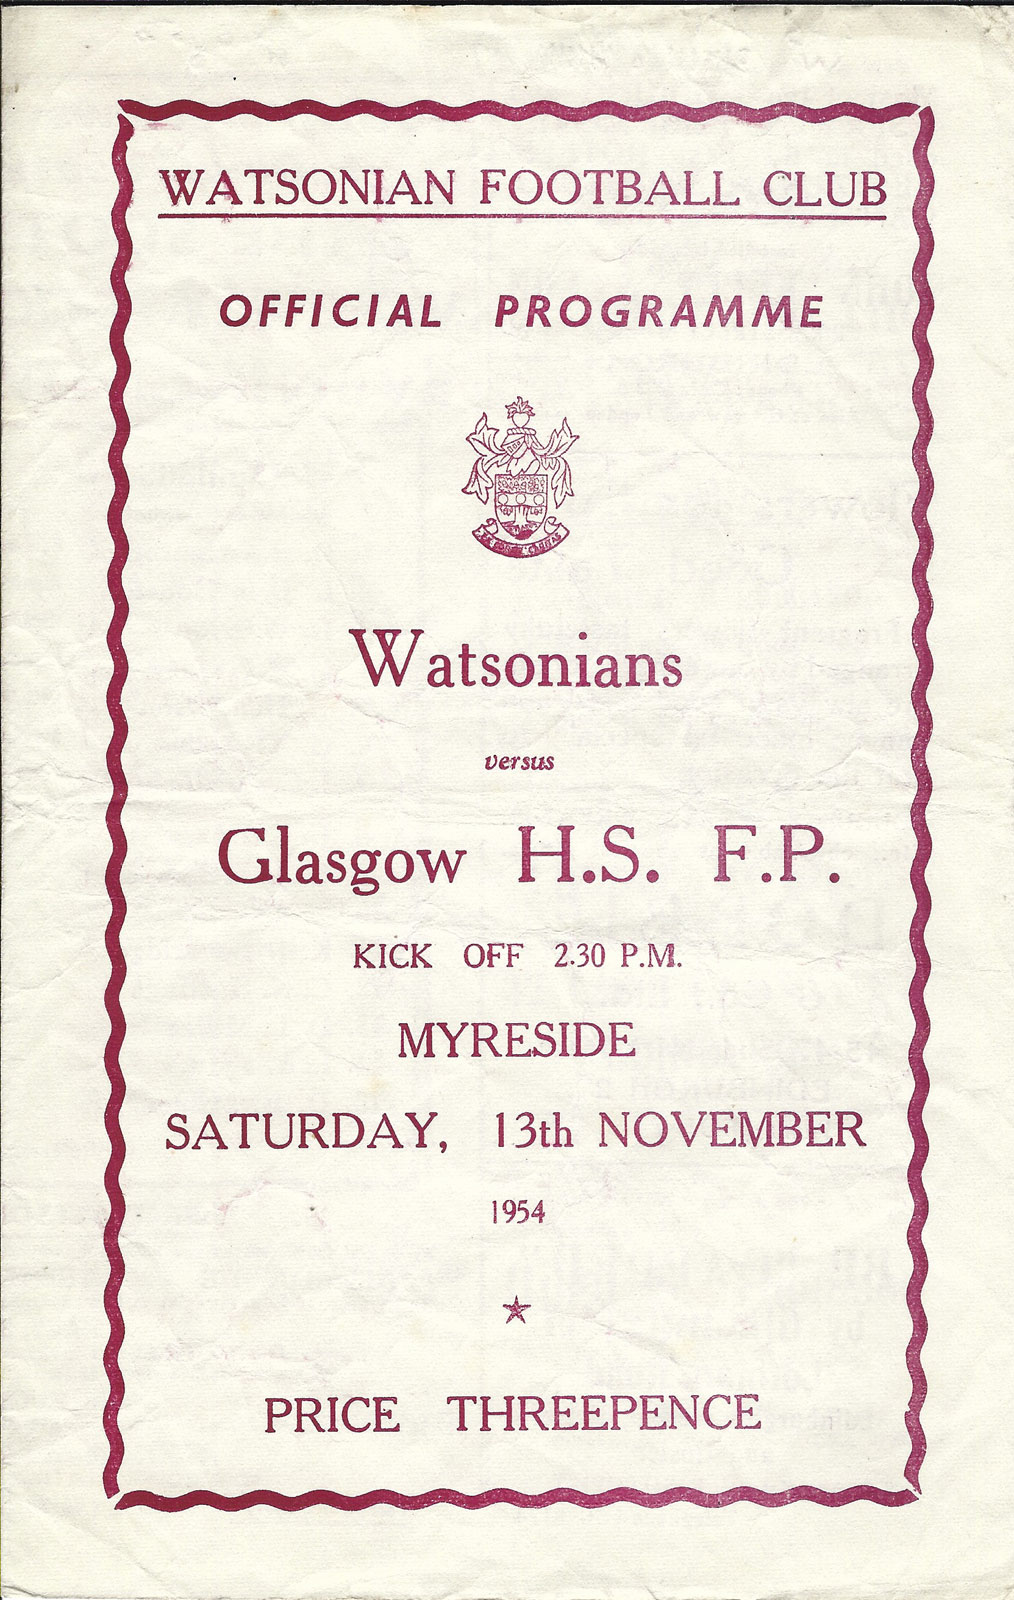 WATSONIAN FOOTBALL CLUB
OFFICIAL PROGRAMME
Watsonians
versus
Glasgow H.S. F.P.
KICK OFF 2.30 P.M.
MYRESIDE
SATURDAY, 13th NOVEMBER
1954
PRICE THREEPENCE